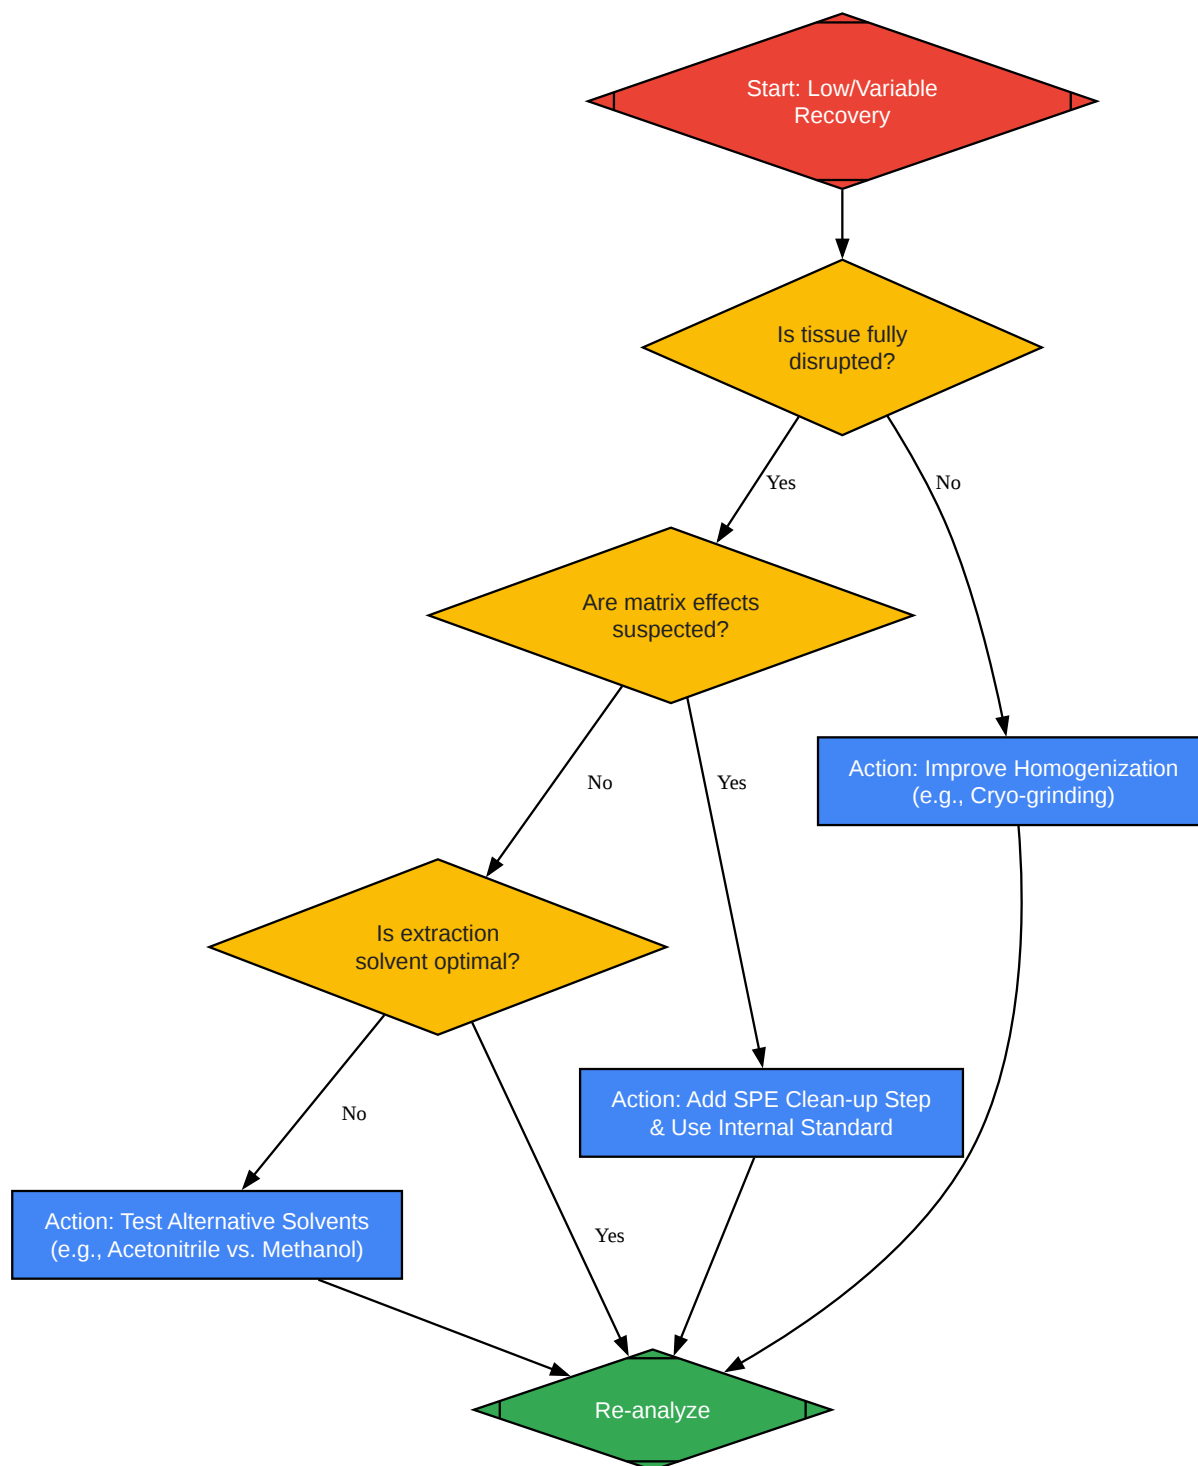 Start: Low/Variable
Recovery
Is tissue fully
disrupted?
Yes
No
Are matrix effects
suspected?
Action: Improve Homogenization
(e.g., Cryo-grinding)
No
Yes
Is extraction
solvent optimal?
Action: Add SPE Clean-up Step
& Use Internal Standard
No
Action: Test Alternative Solvents
(e.g., Acetonitrile vs. Methanol)
Yes
Re-analyze